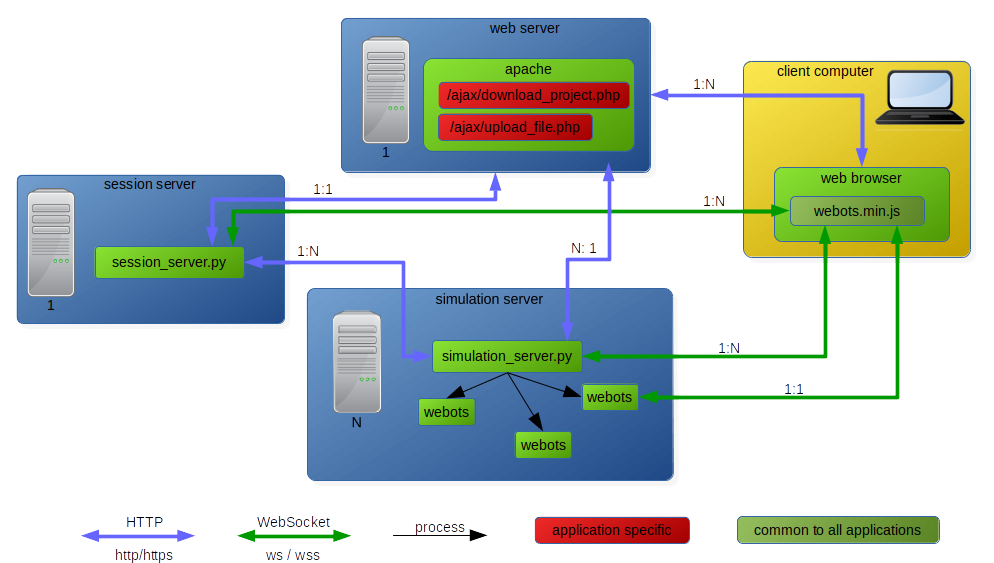 web server
apache
/ajax/download_project.php
/ajax/upload_file.php
1
client computer
1:N
web browser
webots.min.js
session server
1:1
1:N
session_server.py
1:N
N: 1
1
simulation server
simulation_server.py
1:N
webots
webots
webots
1:1
N
HTTP
http/https
WebSocket
ws / wss
process
application specific
common to all applications